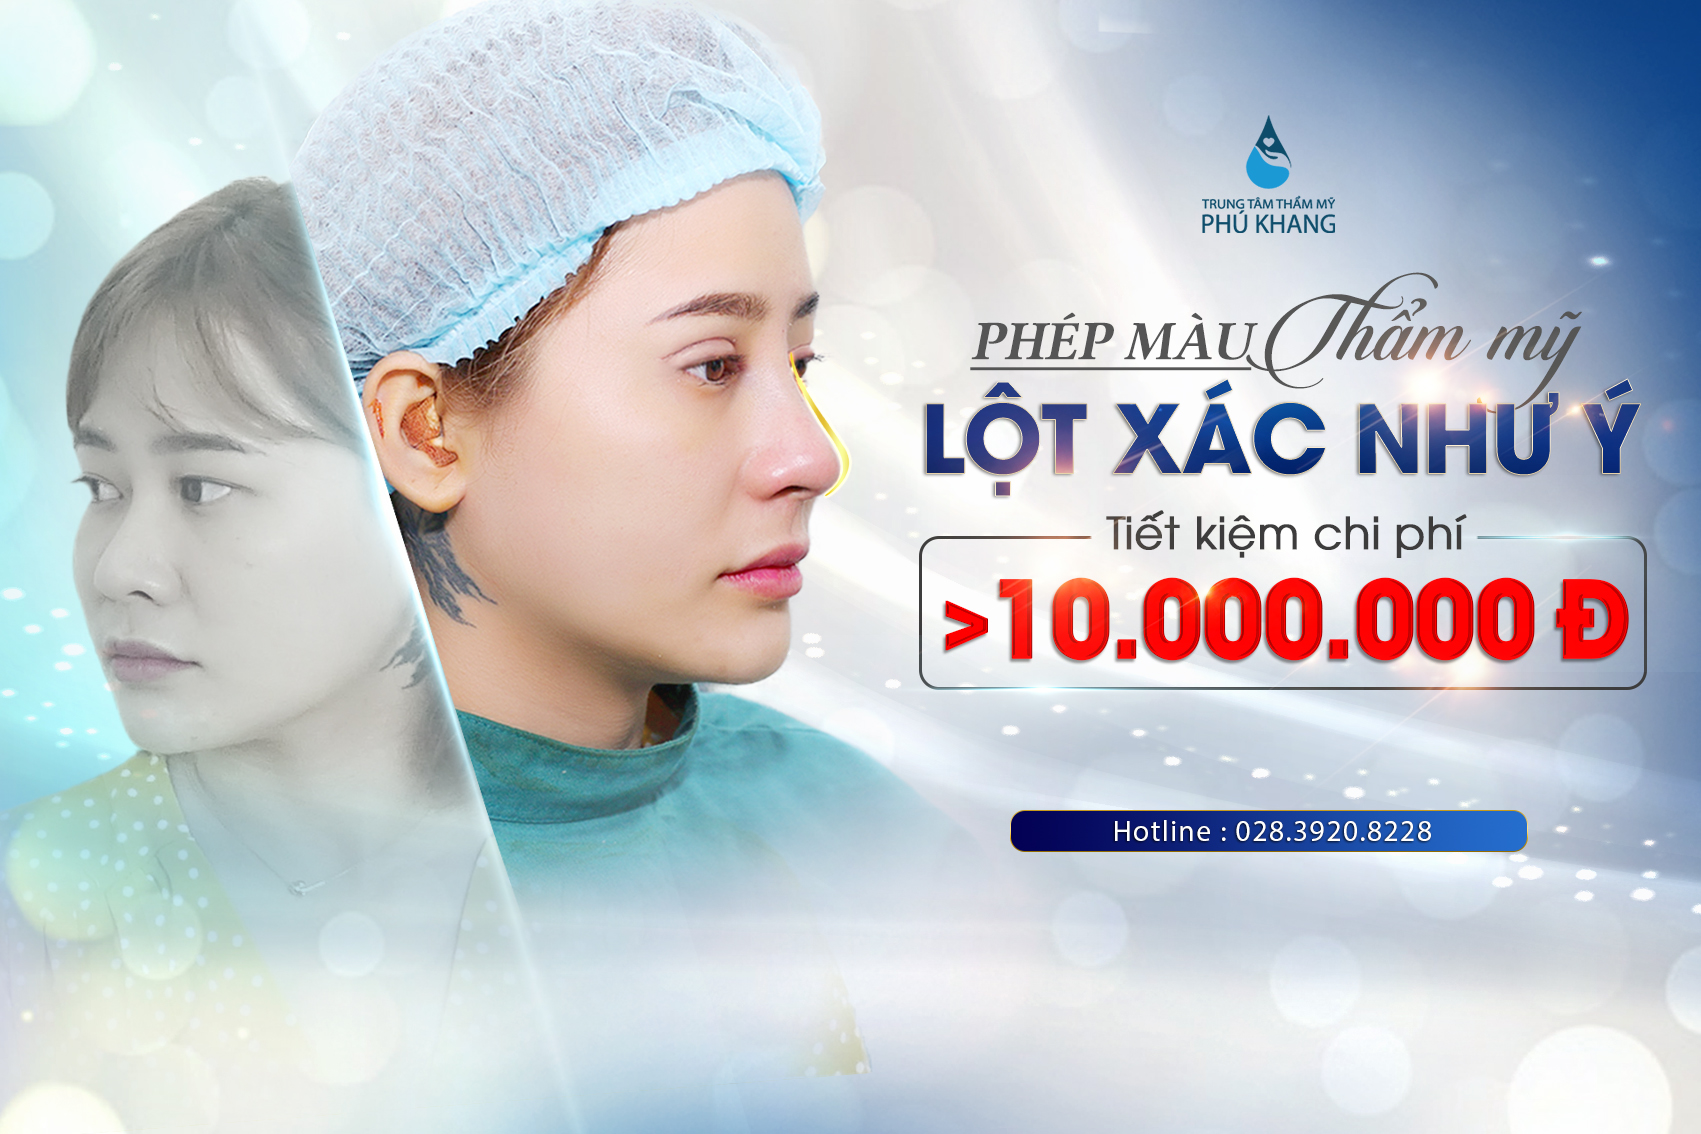 TRUNG TÂM THẨM MỸ
PHÚ KHANG
PHÉP MÀU Thẩm mỹ
LỘT XÁC NHƯ Ý
Tiết kiệm chi phí
>10.000.000 Đ
Hotline : 028.3920.8228